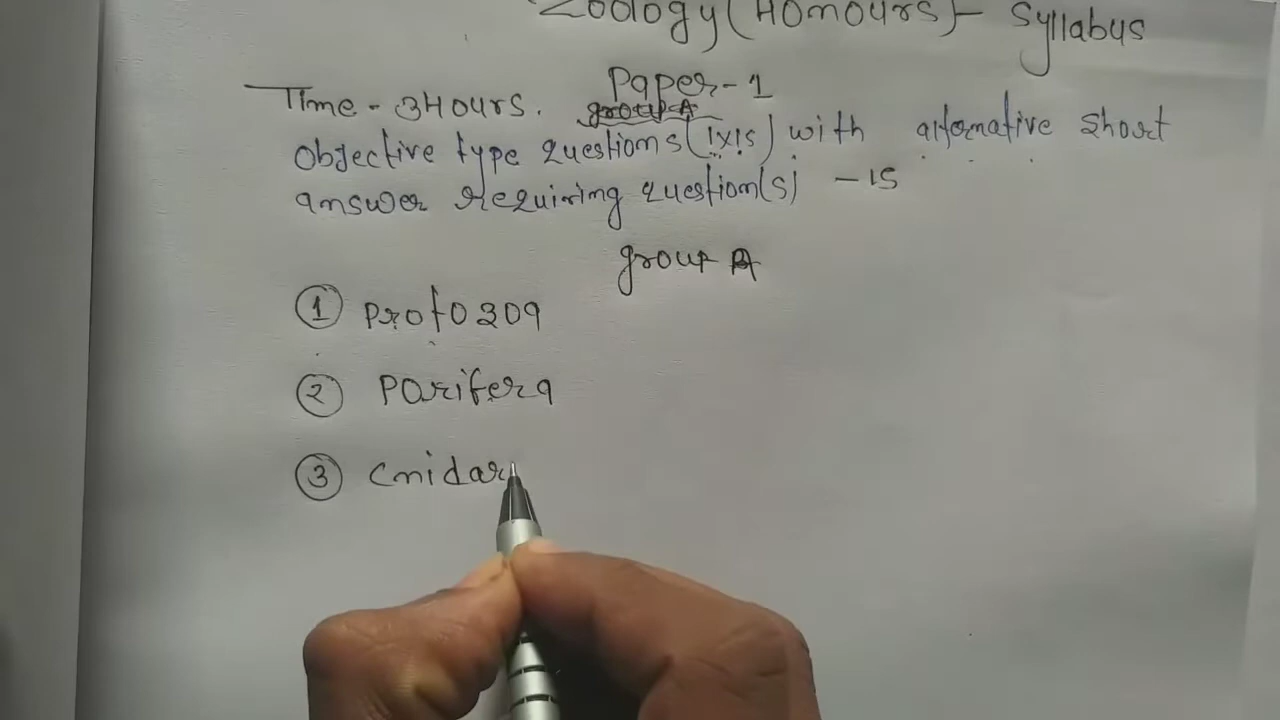 Zoology (Honours) - Syllabus
Paper-1
Time - 3Hours.
group-A
Objective type questions (1x15) with alternative short
answer requiring question(s) - 15
group A
① Protozoa
② Porifera
③ Cnidar